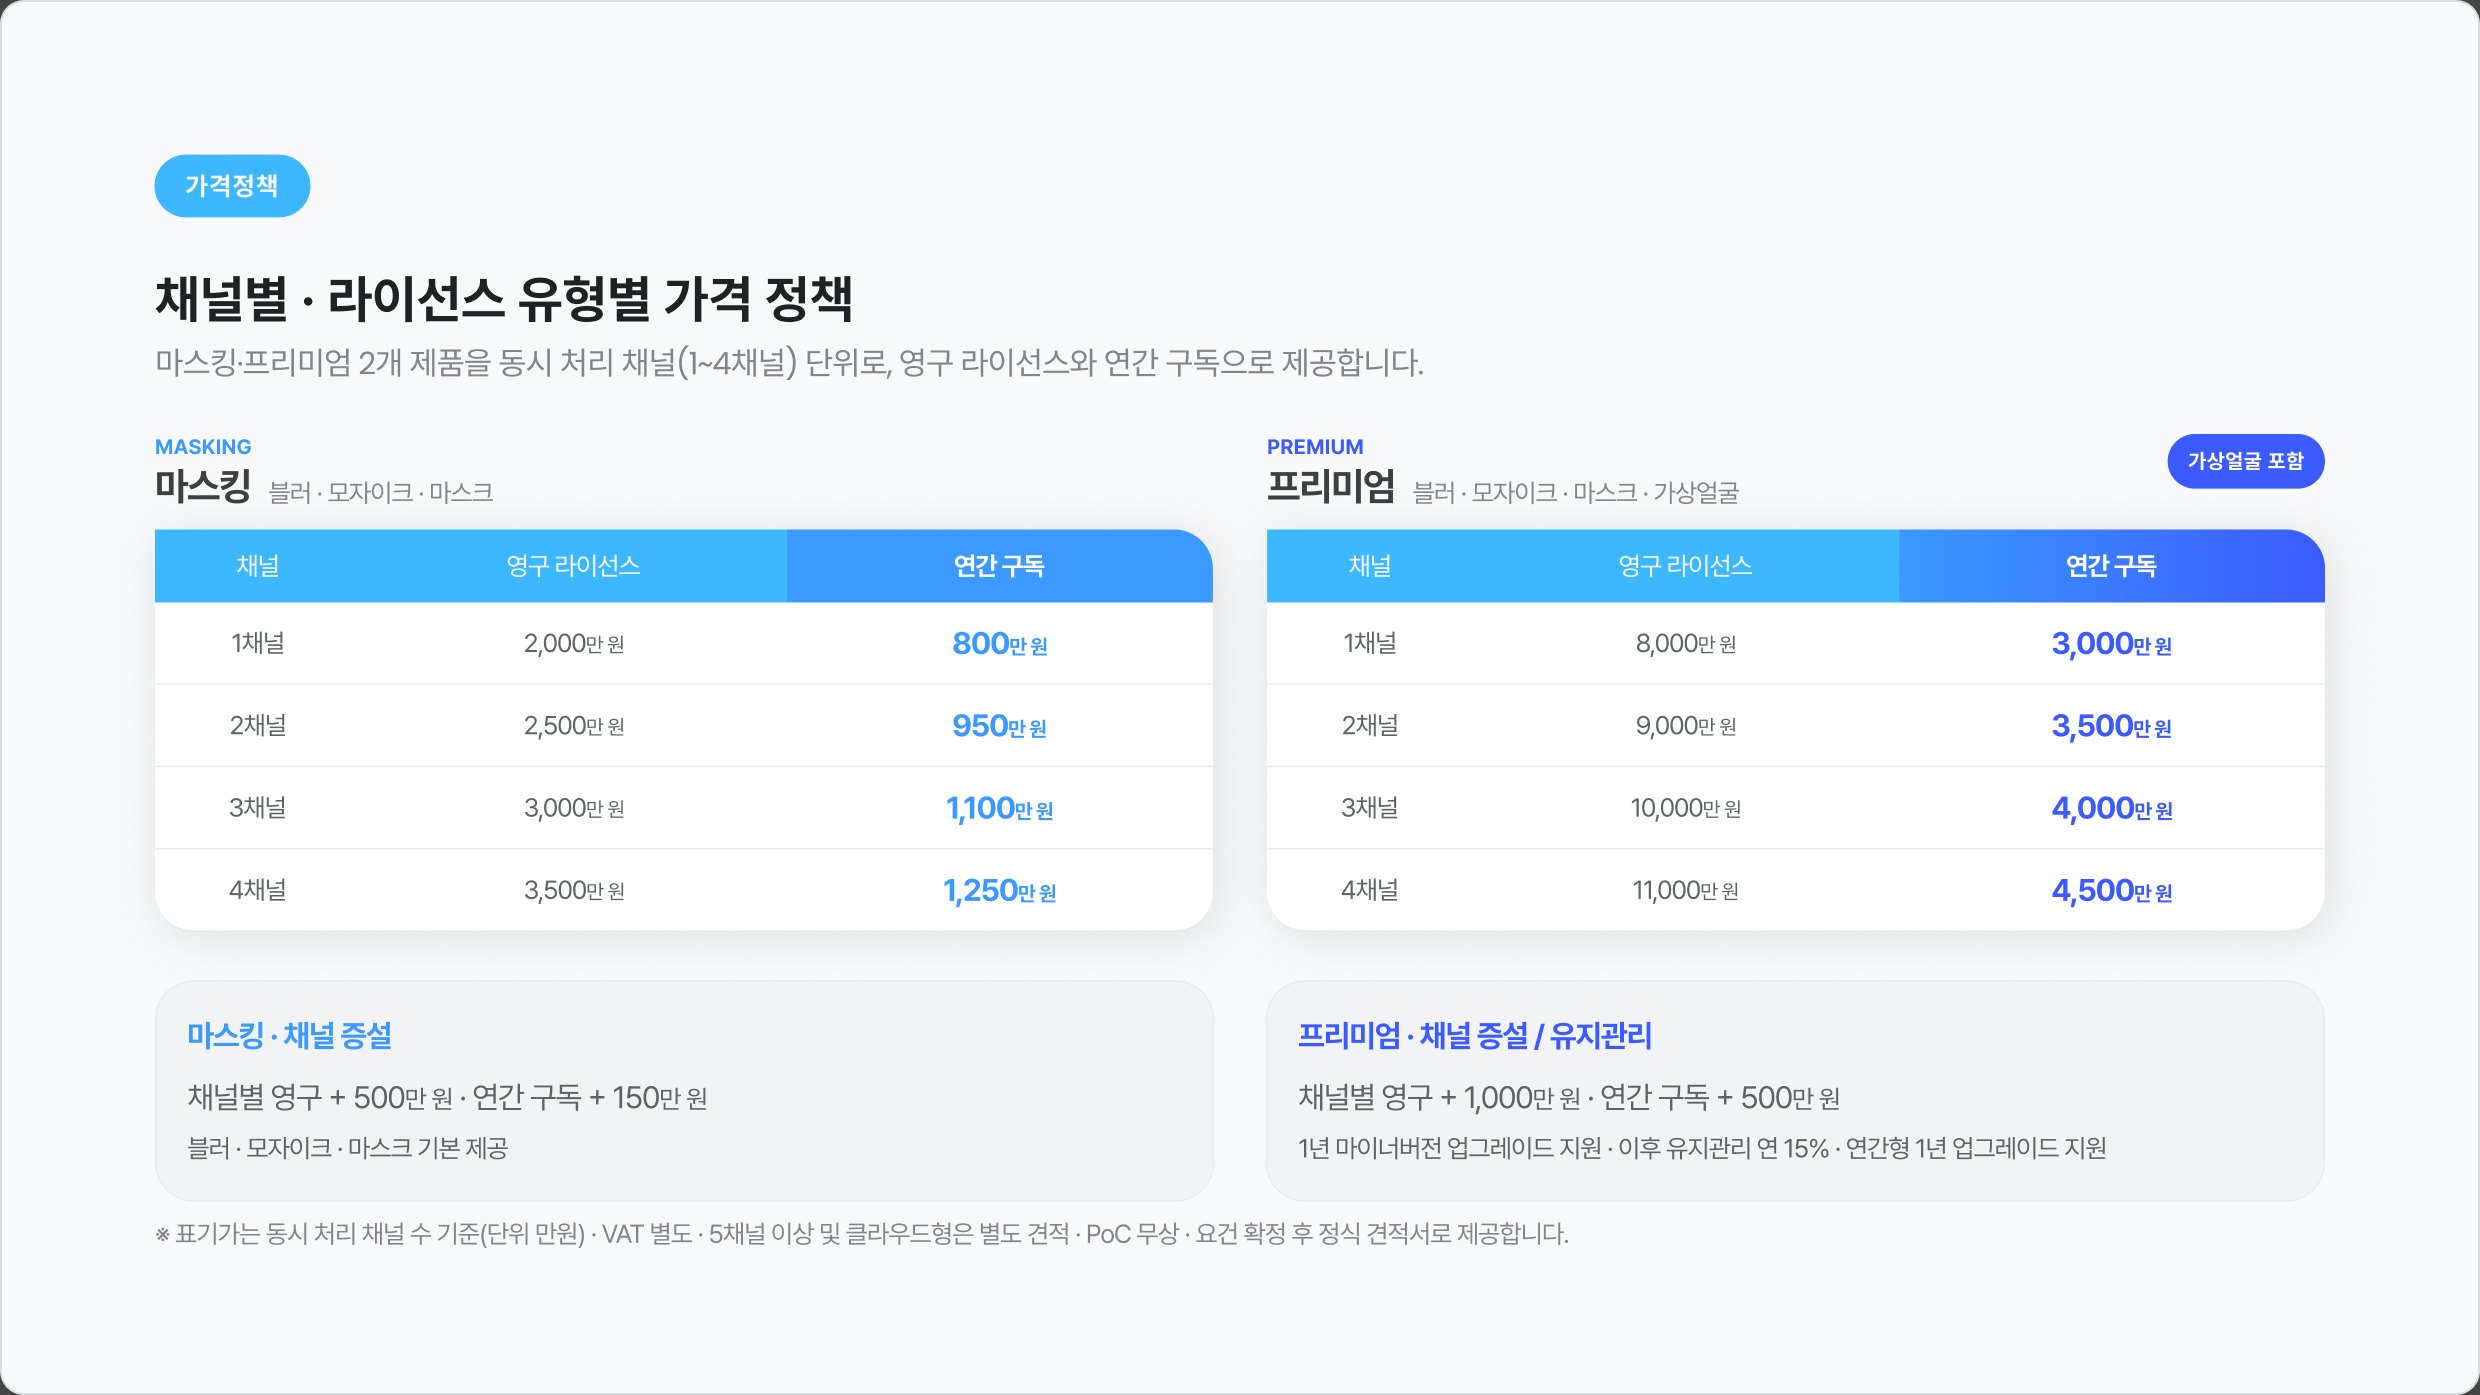 가격정책
채널별 · 라이선스 유형별 가격 정책
마스킹·프리미엄 2개 제품을 동시 처리 채널(1~4채널) 단위로, 영구 라이선스와 연간 구독으로 제공합니다.
MASKING
마스킹 블러 · 모자이크 · 마스크
채널 영구 라이선스 연간 구독
1채널 2,000만 원 800만 원
2채널 2,500만 원 950만 원
3채널 3,000만 원 1,100만 원
4채널 3,500만 원 1,250만 원
마스킹 · 채널 증설
채널별 영구 + 500만 원 · 연간 구독 + 150만 원
블러 · 모자이크 · 마스크 기본 제공
PREMIUM
프리미엄 블러 · 모자이크 · 마스크 · 가상얼굴
가상얼굴 포함
채널 영구 라이선스 연간 구독
1채널 8,000만 원 3,000만 원
2채널 9,000만 원 3,500만 원
3채널 10,000만 원 4,000만 원
4채널 11,000만 원 4,500만 원
프리미엄 · 채널 증설 / 유지관리
채널별 영구 + 1,000만 원 · 연간 구독 + 500만 원
1년 마이너버전 업그레이드 지원 · 이후 유지관리 연 15% · 연간형 1년 업그레이드 지원
※ 표기가는 동시 처리 채널 수 기준(단위 만원) · VAT 별도 · 5채널 이상 및 클라우드형은 별도 견적 · PoC 무상 · 요건 확정 후 정식 견적서로 제공합니다.